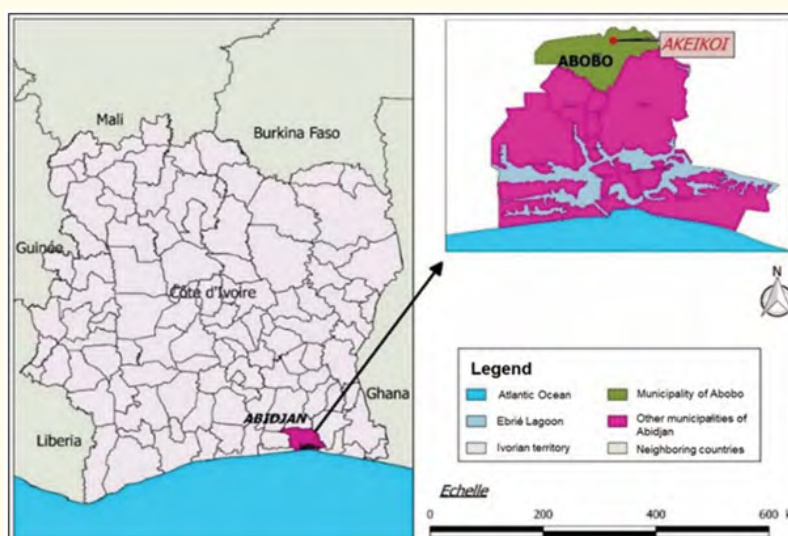 Mali
Burkina Faso
Guinée
Côte d'Ivoire
Ghana
ABIDJAN
Liberia
AKEIKOI
ABOBO
N
Legend
Atlantic Ocean
Municipality of Abobo
Ebrié Lagoon
Other municipalities of
Abidjan
Ivorian territory
Neighboring countries
Echelle
0 200 400 600